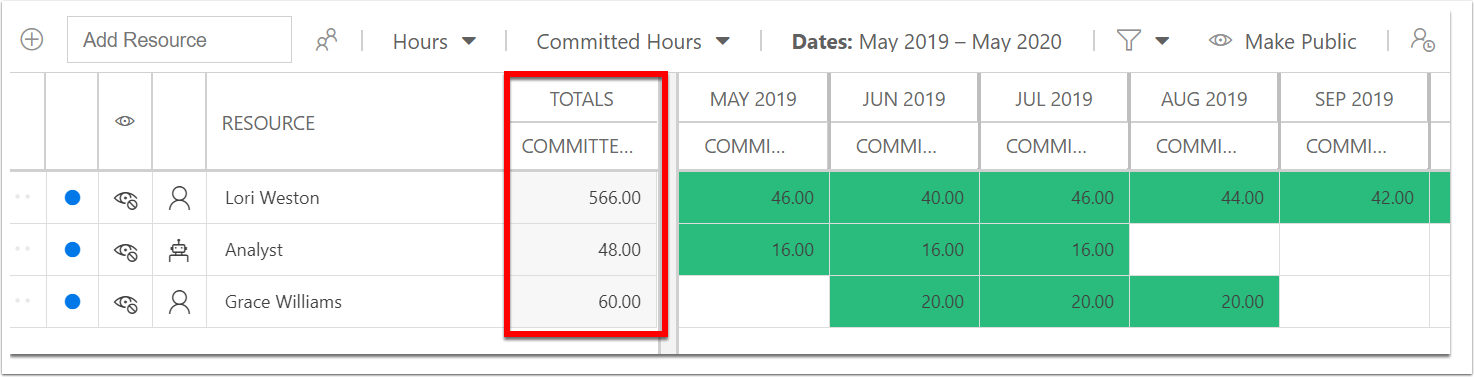 Add Resource Hours Committed Hours Dates: May 2019 – May 2020 Make Public
TOTALS MAY 2019 JUN 2019 JUL 2019 AUG 2019 SEP 2019
RESOURCE
COMMITTE... COMMI... COMMI... COMMI... COMMI... COMMI...
Lori Weston 566.00 46.00 40.00 46.00 44.00 42.00
Analyst 48.00 16.00 16.00 16.00
Grace Williams 60.00 20.00 20.00 20.00